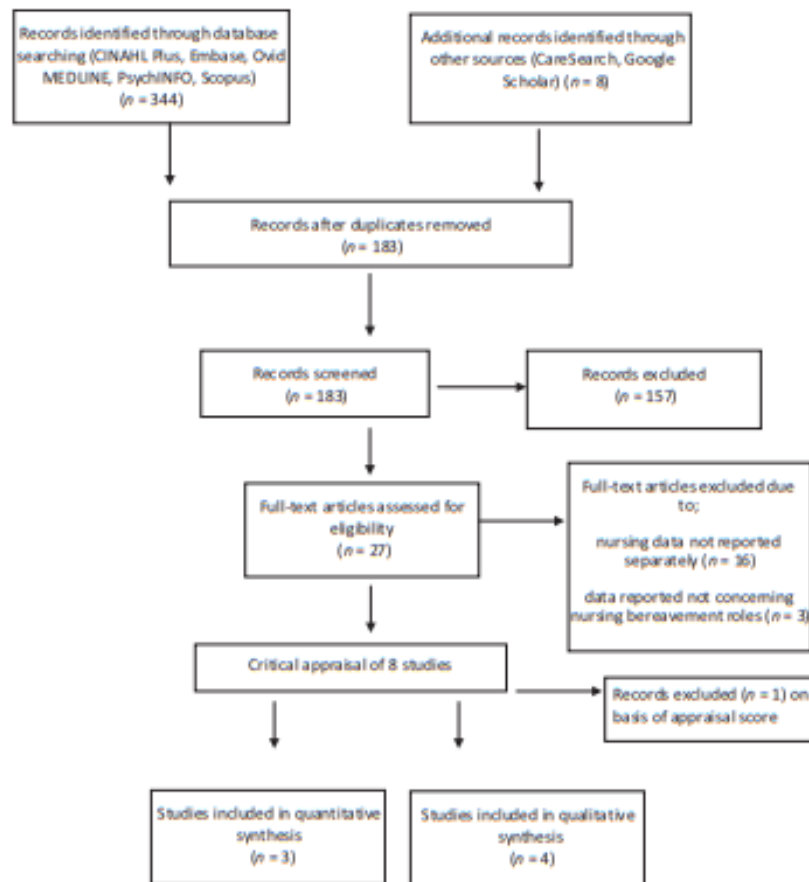 Records identified through database
searching (CINAHL Plus, Embase, Ovid
MEDLINE, PsychINFO, Scopus)
(n = 344)
Additional records identified through
other sources (CareSearch, Google
Scholar) (n = 8)
Records after duplicates removed
(n = 183)
Records screened
(n = 183)
Records excluded
(n = 157)
Full-text articles assessed for
eligibility
(n = 27)
Full-text articles excluded due
to;
nursing data not reported
separately (n = 16)
data reported not concerning
nursing bereavement roles (n = 3)
Critical appraisal of 8 studies
Records excluded (n = 1) on
basis of appraisal score
Studies included in quantitative
synthesis
(n = 3)
Studies included in qualitative
synthesis
(n = 4)